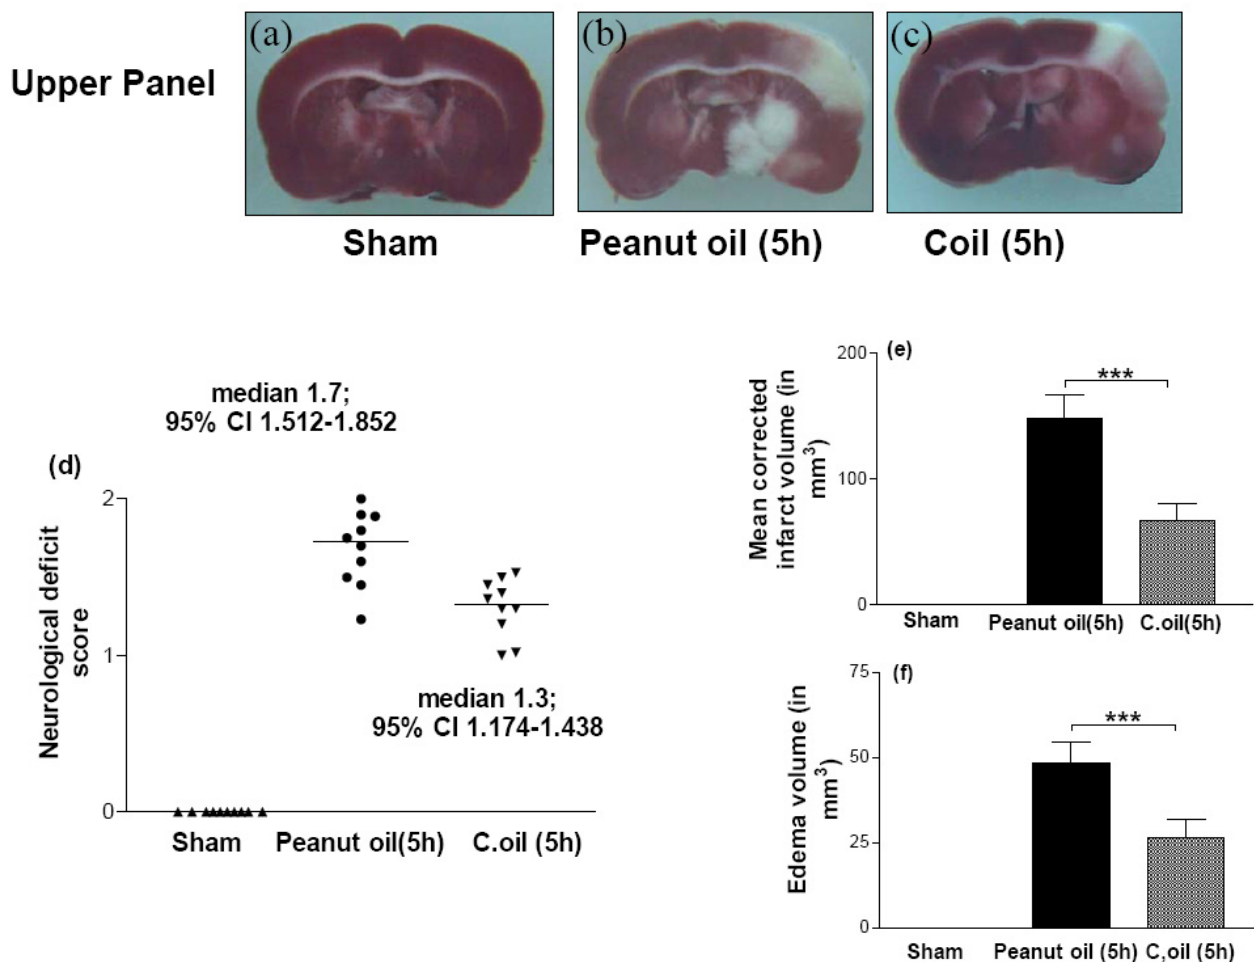 Upper Panel
(a)
(b)
(c)
Sham
Peanut oil (5h)
Coil (5h)
median 1.7;
95% CI 1.512-1.852
(d)
Neurological deficit
score
2
1
0
median 1.3;
95% CI 1.174-1.438
Sham
Peanut oil(5h)
C.oil (5h)
(e)
Mean corrected
infarct volume (in
mm³)
200
100
0
***
Sham
Peanut oil(5h)
C.oil(5h)
(f)
Edema volume (in
mm³)
75
50
25
0
***
Sham
Peanut oil (5h)
C,oil (5h)